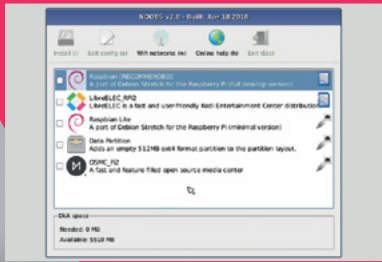 NOOBS v2.8 - Built: Apr 18 2018
Install (i) Edit config (e) Wifi networks (w) Online help (h) Exit (Esc)
Raspbian [RECOMMENDED]
A port of Debian Stretch for the Raspberry Pi (full desktop version)
LibreELEC_RPi2
LibreELEC is a fast and user-friendly Kodi Entertainment Center distribution
Raspbian Lite
A port of Debian Stretch for the Raspberry Pi (minimal version)
Data Partition
Adds an empty 512MB ext4 format partition to the partition layout.
OSMC_Pi2
A fast and feature filled open source media center
Disk space
Needed: 0 MB
Available: 5510 MB